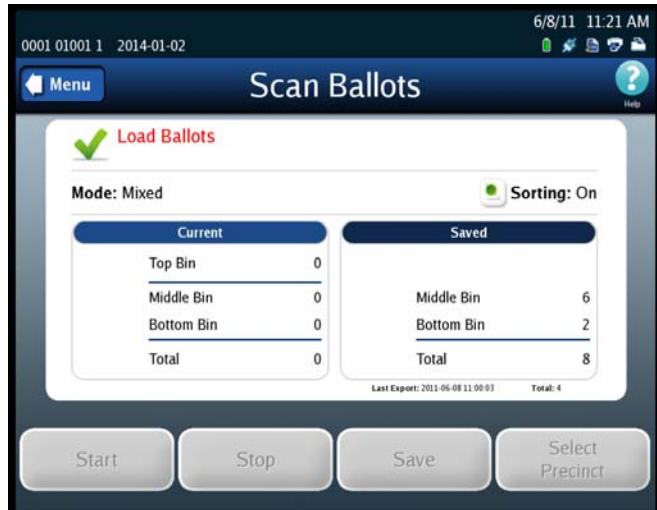 6/8/11 11:21 AM
0001 01001 1 2014-01-02
Menu
Scan Ballots
Help
Load Ballots
Mode: Mixed
Sorting: On
Current
Top Bin 0
Middle Bin 0
Bottom Bin 0
Total 0
Saved
Middle Bin 6
Bottom Bin 2
Total 8
Last Export: 2011-06-08 11:00:03 Total: 4
Start
Stop
Save
Select
Precinct